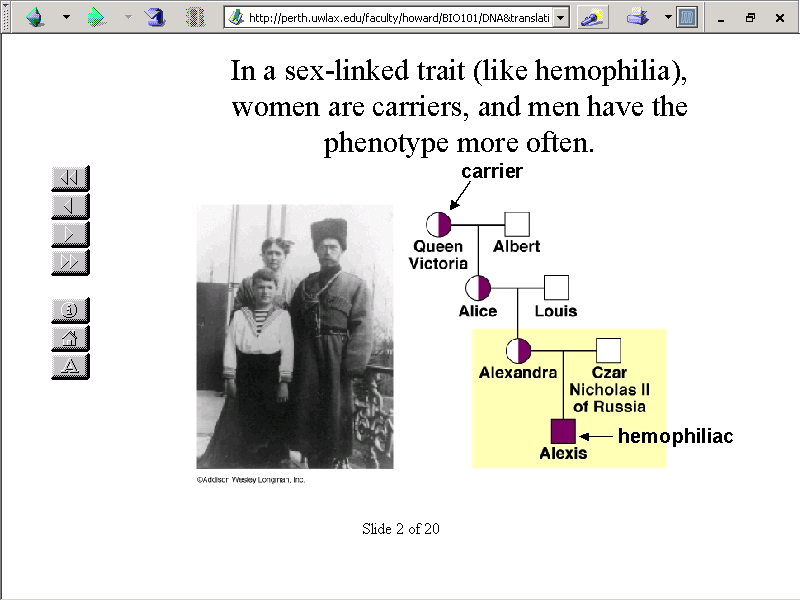 http://perth.uwlax.edu/faculty/howard/BIO101/DNA&translati
In a sex-linked trait (like hemophilia),
women are carriers, and men have the
phenotype more often.
carrier
Queen
Victoria
Albert
Alice
Louis
Alexandra
Czar
Nicholas II
of Russia
hemophiliac
Alexis
©Addison Wesley Longman, Inc.
Slide 2 of 20